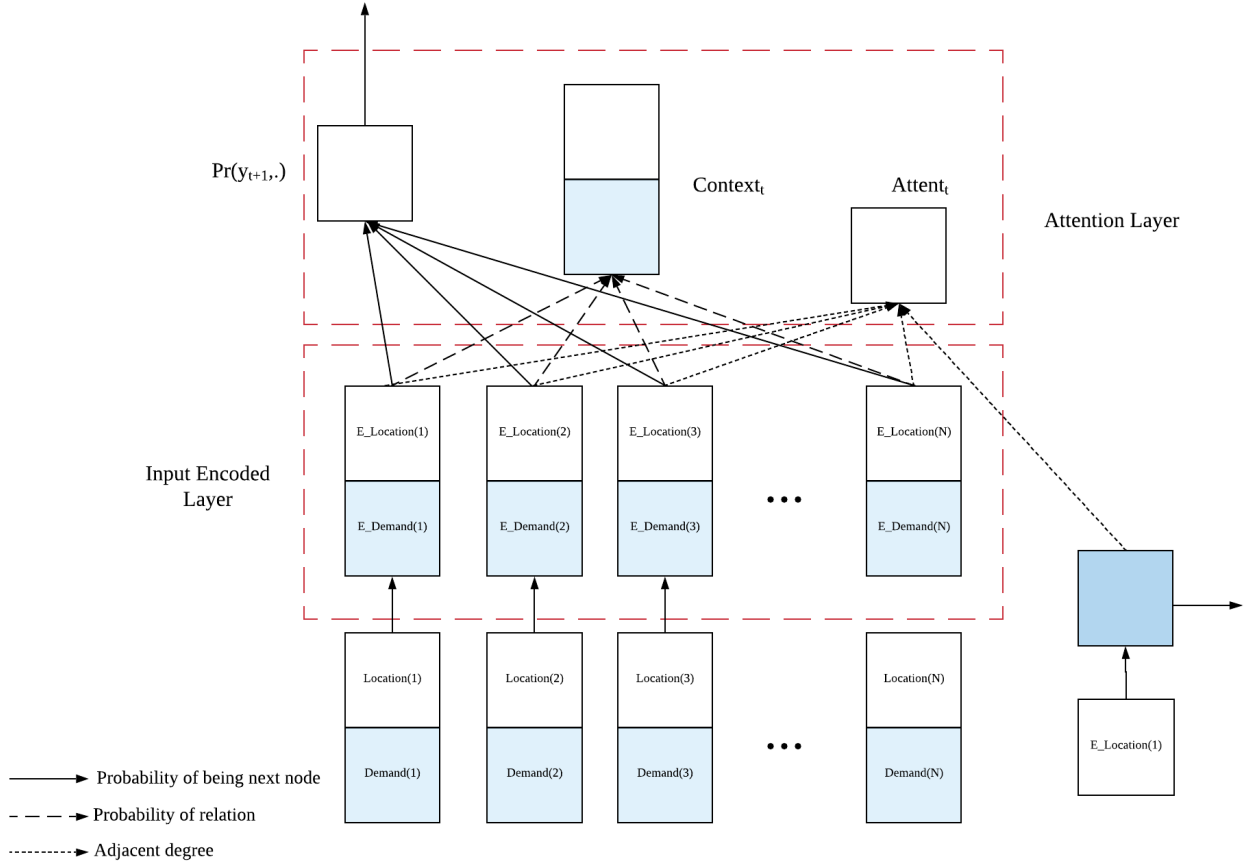 Pr(yt+1,.)
Contextt
Attentt
Attention Layer
E_Location(1)
E_Location(2)
E_Location(3)
E_Location(N)
Input Encoded
Layer
E_Demand(1)
E_Demand(2)
E_Demand(3)
E_Demand(N)
Location(1)
Location(2)
Location(3)
Location(N)
E_Location(1)
Demand(1)
Demand(2)
Demand(3)
Demand(N)
Probability of being next node
Probability of relation
Adjacent degree